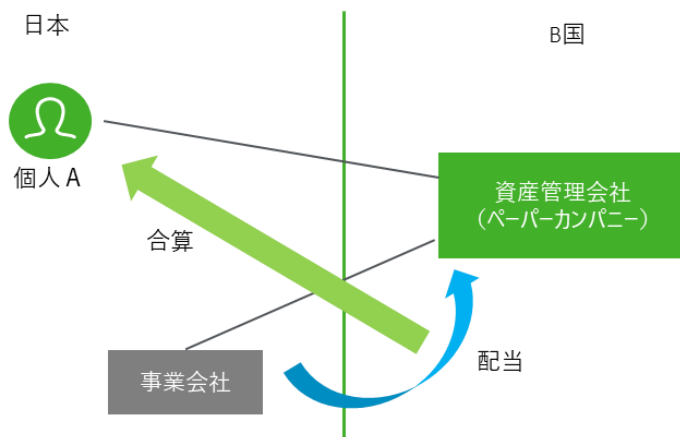 日本
B国
個人 A
資産管理会社
（ペーパーカンパニー）
合算
事業会社
配当